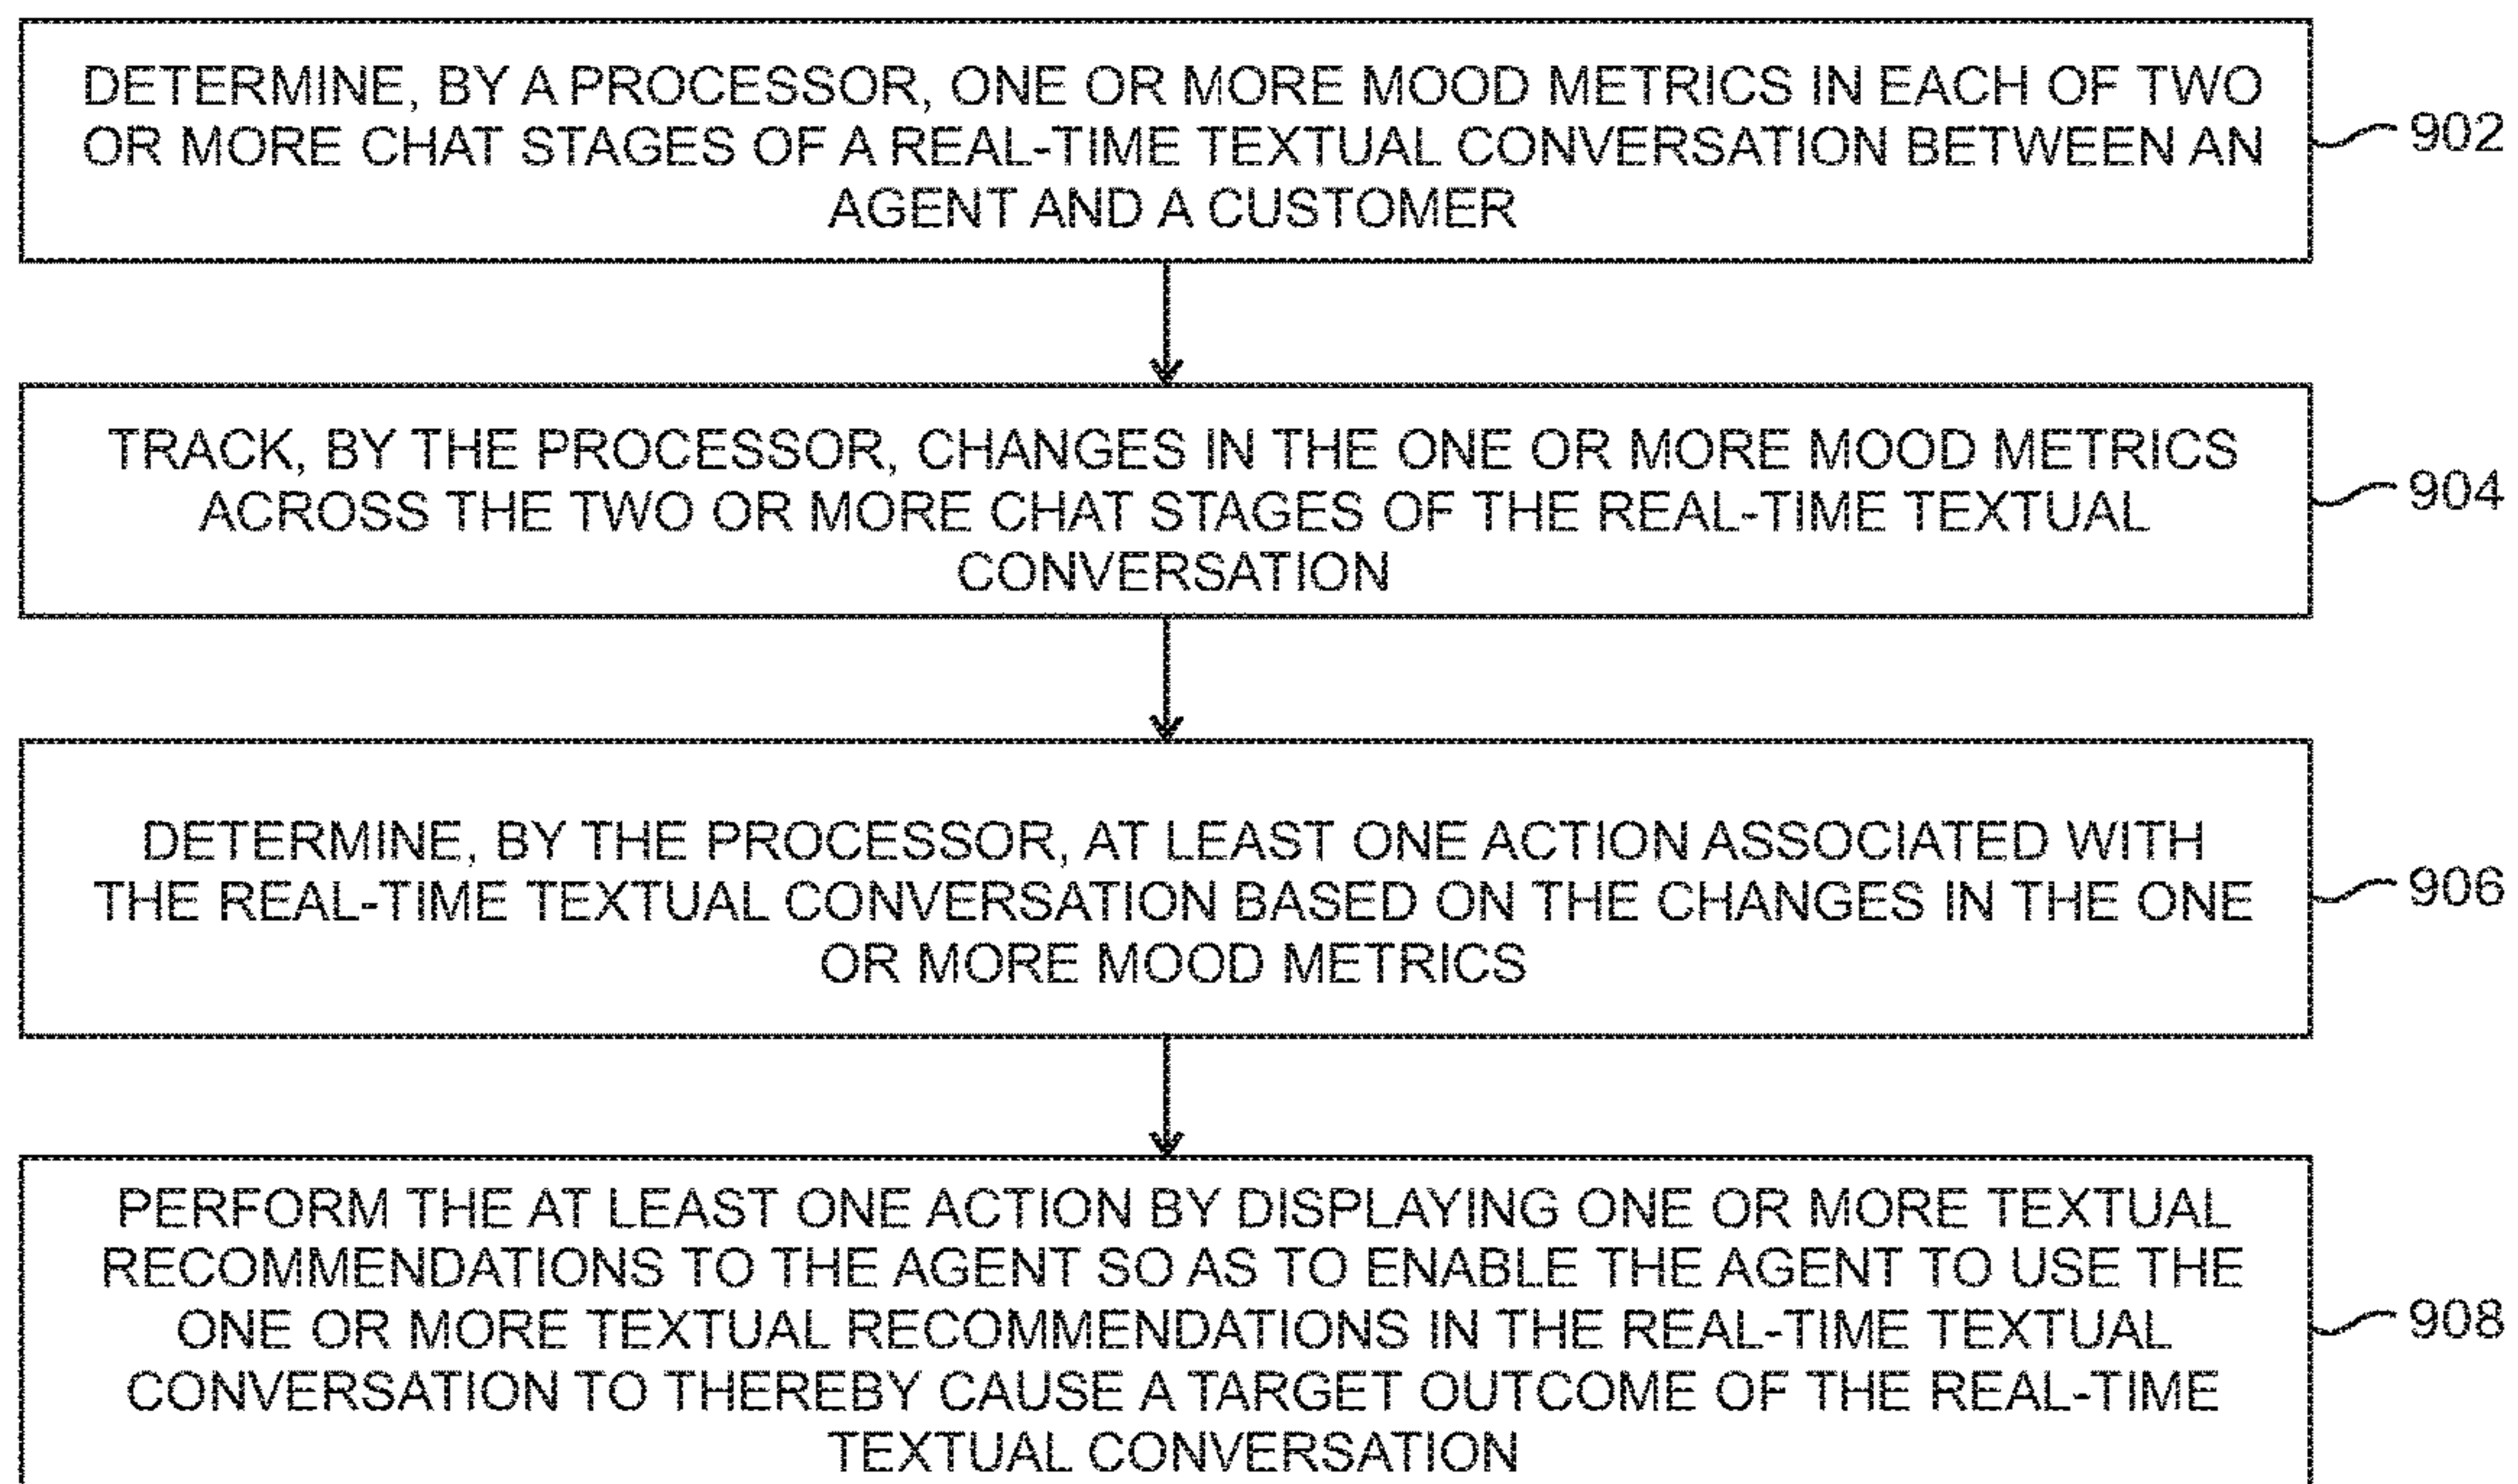 DETERMINE, BY A PROCESSOR, ONE OR MORE MOOD METRICS IN EACH OF TWO
OR MORE CHAT STAGES OF A REAL-TIME TEXTUAL CONVERSATION BETWEEN AN
AGENT AND A CUSTOMER
902
TRACK, BY THE PROCESSOR, CHANGES IN THE ONE OR MORE MOOD METRICS
ACROSS THE TWO OR MORE CHAT STAGES OF THE REAL-TIME TEXTUAL
CONVERSATION
904
DETERMINE, BY THE PROCESSOR, AT LEAST ONE ACTION ASSOCIATED WITH
THE REAL-TIME TEXTUAL CONVERSATION BASED ON THE CHANGES IN THE ONE
OR MORE MOOD METRICS
906
PERFORM THE AT LEAST ONE ACTION BY DISPLAYING ONE OR MORE TEXTUAL
RECOMMENDATIONS TO THE AGENT SO AS TO ENABLE THE AGENT TO USE THE
ONE OR MORE TEXTUAL RECOMMENDATIONS IN THE REAL-TIME TEXTUAL
CONVERSATION TO THEREBY CAUSE A TARGET OUTCOME OF THE REAL-TIME
TEXTUAL CONVERSATION
908